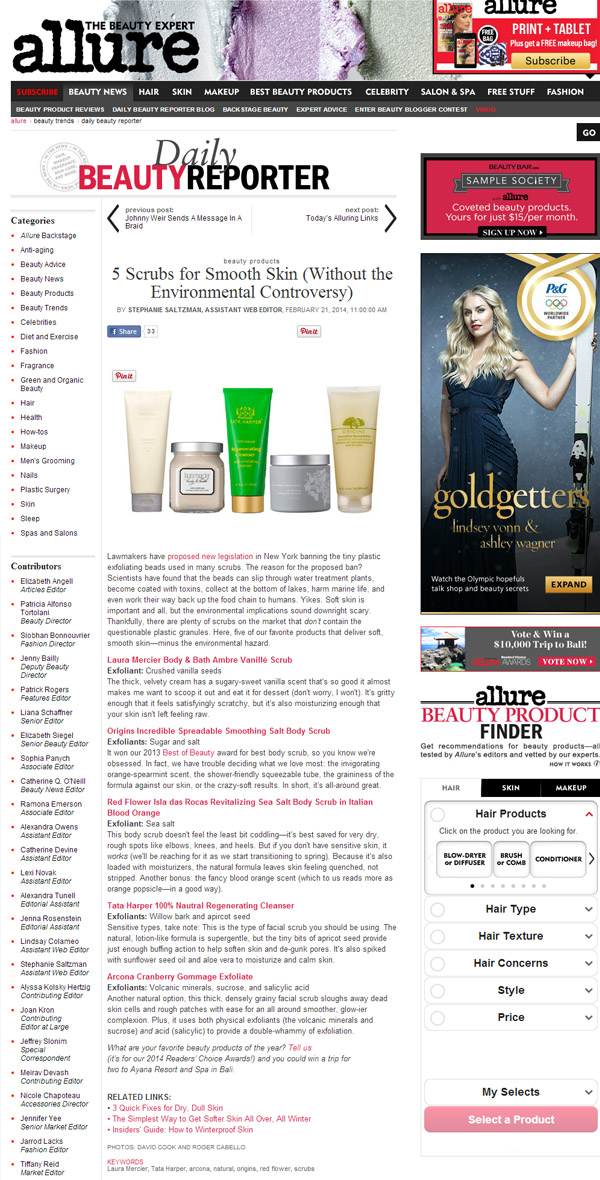 THE BEAUTY EXPERT
allure
allure
PRINT + TABLET
FREE BAG
Plus get a FREE makeup bag!
Subscribe
SUBSCRIBE BEAUTY NEWS HAIR SKIN MAKEUP BEST BEAUTY PRODUCTS CELEBRITY SALON & SPA FREE STUFF FASHION
BEAUTY PRODUCT REVIEWS DAILY BEAUTY REPORTER BLOG BACKSTAGE BEAUTY EXPERT ADVICE ENTER BEAUTY BLOGGER CONTEST VIDEO
allure › beauty trends › daily beauty reporter
GO
Daily
BEAUTYREPORTER
previous post:
Johnny Weir Sends A Message In A
Braid
next post:
Today's Alluring Links
Categories
• Allure Backstage
• Anti-aging
• Beauty Advice
• Beauty News
• Beauty Products
• Beauty Trends
• Celebrities
• Diet and Exercise
• Fashion
• Fragrance
• Green and Organic
Beauty
• Hair
• Health
• How-tos
• Makeup
• Men's Grooming
• Nails
• Plastic Surgery
• Skin
• Sleep
• Spas and Salons
Contributors
• Elizabeth Angell
Articles Editor
• Patricia Alfonso
Tortolani
Beauty Director
• Siobhan Bonnouvrier
Fashion Director
• Jenny Bailly
Deputy Beauty
Director
• Patrick Rogers
Features Editor
• Liana Schaffner
Senior Editor
• Elizabeth Siegel
Senior Beauty Editor
• Sophia Panych
Associate Editor
• Catherine Q. O'Neill
Beauty News Editor
• Ramona Emerson
Associate Editor
• Alexandra Owens
Assistant Editor
• Catherine Devine
Assistant Editor
• Lexi Novak
Assistant Editor
• Alexandra Tunell
Editorial Assistant
• Jenna Rosenstein
Editorial Assistant
• Lindsay Colameo
Assistant Web Editor
• Stephanie Saltzman
Assistant Web Editor
• Alyssa Kolsky Hertzig
Contributing Editor
• Joan Kron
Contributing
Editor at Large
• Jeffrey Slonim
Special
Correspondent
• Meirav Devash
Contributing Editor
• Nicole Chapoteau
Accessories Director
• Jennifer Yee
Senior Market Editor
• Jarrod Lacks
Fashion Editor
• Tiffany Reid
Market Editor
beauty products
5 Scrubs for Smooth Skin (Without the
Environmental Controversy)
BY STEPHANIE SALTZMAN, ASSISTANT WEB EDITOR, FEBRUARY 21, 2014, 11:00:00 AM
f Share 33
Pin it
Pin it
Lawmakers have proposed new legislation in New York banning the tiny plastic
exfoliating beads used in many scrubs. The reason for the proposed ban?
Scientists have found that the beads can slip through water treatment plants,
become coated with toxins, collect at the bottom of lakes, harm marine life, and
even work their way back up the food chain to humans. Yikes. Soft skin is
important and all, but the environmental implications sound downright scary.
Thankfully, there are plenty of scrubs on the market that don't contain the
questionable plastic granules. Here, five of our favorite products that deliver soft,
smooth skin—minus the environmental hazard.
Laura Mercier Body & Bath Ambre Vanillé Scrub
Exfoliant: Crushed vanilla seeds
The thick, velvety cream has a sugary-sweet vanilla scent that's so good it almost
makes me want to scoop it out and eat it for dessert (don't worry, I won't). It's gritty
enough that it feels satisfyingly scratchy, but it's also moisturizing enough that
your skin isn't left feeling raw.
Origins Incredible Spreadable Smoothing Salt Body Scrub
Exfoliants: Sugar and salt
It won our 2013 Best of Beauty award for best body scrub, so you know we're
obsessed. In fact, we have trouble deciding what we love most: the invigorating
orange-spearmint scent, the shower-friendly squeezable tube, the graininess of the
formula against our skin, or the crazy-soft results. In short, it's all-around great.
Red Flower Isla das Rocas Revitalizing Sea Salt Body Scrub in Italian
Blood Orange
Exfoliant: Sea salt
This body scrub doesn't feel the least bit coddling—it's best saved for very dry,
rough spots like elbows, knees, and heels. But if you don't have sensitive skin, it
works (we'll be reaching for it as we start transitioning to spring). Because it's also
loaded with moisturizers, the natural formula leaves skin feeling quenched, not
stripped. Another bonus: the fancy blood orange scent (which to us reads more as
orange popsicle—in a good way).
Tata Harper 100% Nautral Regenerating Cleanser
Exfoliants: Willow bark and apricot seed
Sensitive types, take note: This is the type of facial scrub you should be using. The
natural, lotion-like formula is supergentle, but the tiny bits of apricot seed provide
just enough buffing action to help soften skin and de-gunk pores. It's also spiked
with sunflower seed oil and aloe vera to moisturize and calm skin.
Arcona Cranberry Gommage Exfoliate
Exfoliants: Volcanic minerals, sucrose, and salicylic acid
Another natural option, this thick, densely grainy facial scrub sloughs away dead
skin cells and rough patches with ease for an all around smoother, glow-ier
complexion. Plus, it uses both physical exfoliants (the volcanic minerals and
sucrose) and acid (salicylic) to provide a double-whammy of exfoliation.
What are your favorite beauty products of the year? Tell us
(it's for our 2014 Readers' Choice Awards!) and you could win a trip for
two to Ayana Resort and Spa in Bali.
RELATED LINKS:
• 3 Quick Fixes for Dry, Dull Skin
• The Simplest Way to Get Softer Skin All Over, All Winter
• Insiders' Guide: How to Winterproof Skin
PHOTOS: DAVID COOK AND ROGER CABELLO
KEYWORDS
Laura Mercier, Tata Harper, arcona, natural, origins, red flower, scrubs
BEAUTYBAR.com
SAMPLE SOCIETY
with allure
Coveted beauty products.
Yours for just $15/per month.
SIGN UP NOW
P&G
WORLDWIDE
PARTNER
goldgetters
lindsey vonn &
ashley wagner
Watch the Olympic hopefuls
talk shop and beauty secrets
EXPAND
Vote & Win a
$10,000 Trip to Bali!
allure AWARDS
VOTE NOW
allure
BEAUTY PRODUCT
FINDER
Get recommendations for beauty products—all
tested by Allure's editors and vetted by our experts.
HOW IT WORKS
HAIR SKIN MAKEUP
Hair Products
Click on the product you are looking for.
BLOW-DRYER
or DIFFUSER
BRUSH
or COMB
CONDITIONER
Hair Type
Hair Texture
Hair Concerns
Style
Price
My Selects
Select a Product